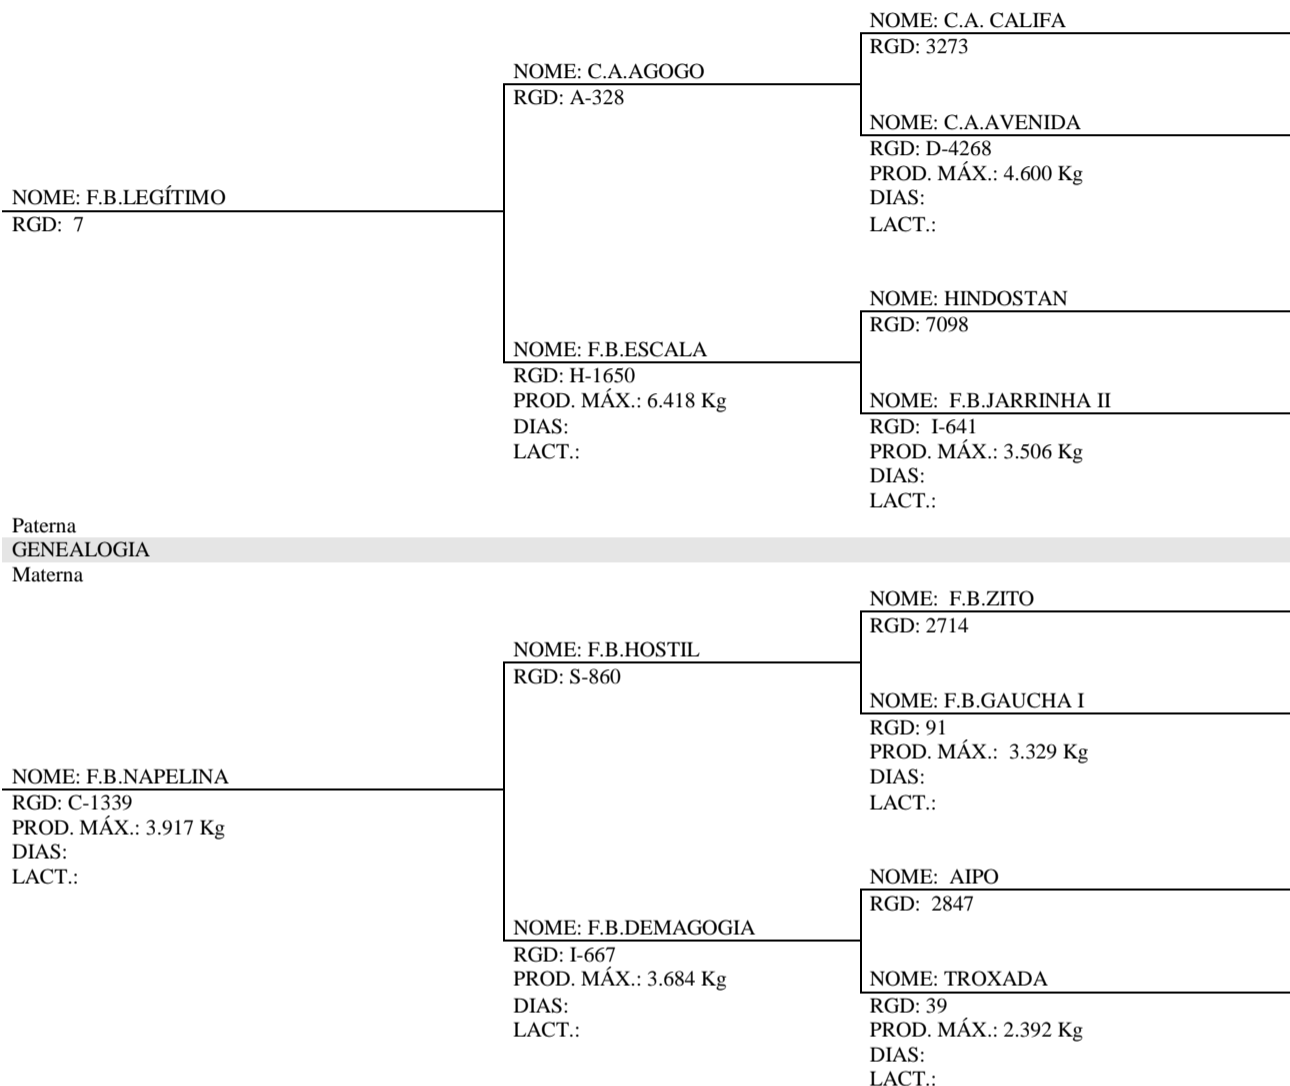 NOME: C.A. CALIFA
RGD: 3273
NOME: C.A.AGOGO
RGD: A-328
NOME: C.A.AVENIDA
RGD: D-4268
PROD. MÁX.: 4.600 Kg
DIAS:
LACT.:
NOME: F.B.LEGÍTIMO
RGD:  7
NOME: HINDOSTAN
RGD: 7098
NOME: F.B.ESCALA
RGD: H-1650
PROD. MÁX.: 6.418 Kg
DIAS:
LACT.:
NOME:  F.B.JARRINHA II
RGD:  I-641
PROD. MÁX.: 3.506 Kg
DIAS:
LACT.:
Paterna
GENEALOGIA
Materna
NOME:  F.B.ZITO
RGD: 2714
NOME: F.B.HOSTIL
RGD: S-860
NOME: F.B.GAUCHA I
RGD: 91
PROD. MÁX.:  3.329 Kg
DIAS:
LACT.:
NOME: F.B.NAPELINA
RGD: C-1339
PROD. MÁX.: 3.917 Kg
DIAS:
LACT.:
NOME:  AIPO
RGD:  2847
NOME: F.B.DEMAGOGIA
RGD: I-667
PROD. MÁX.: 3.684 Kg
DIAS:
LACT.:
NOME: TROXADA
RGD: 39
PROD. MÁX.: 2.392 Kg
DIAS:
LACT.: